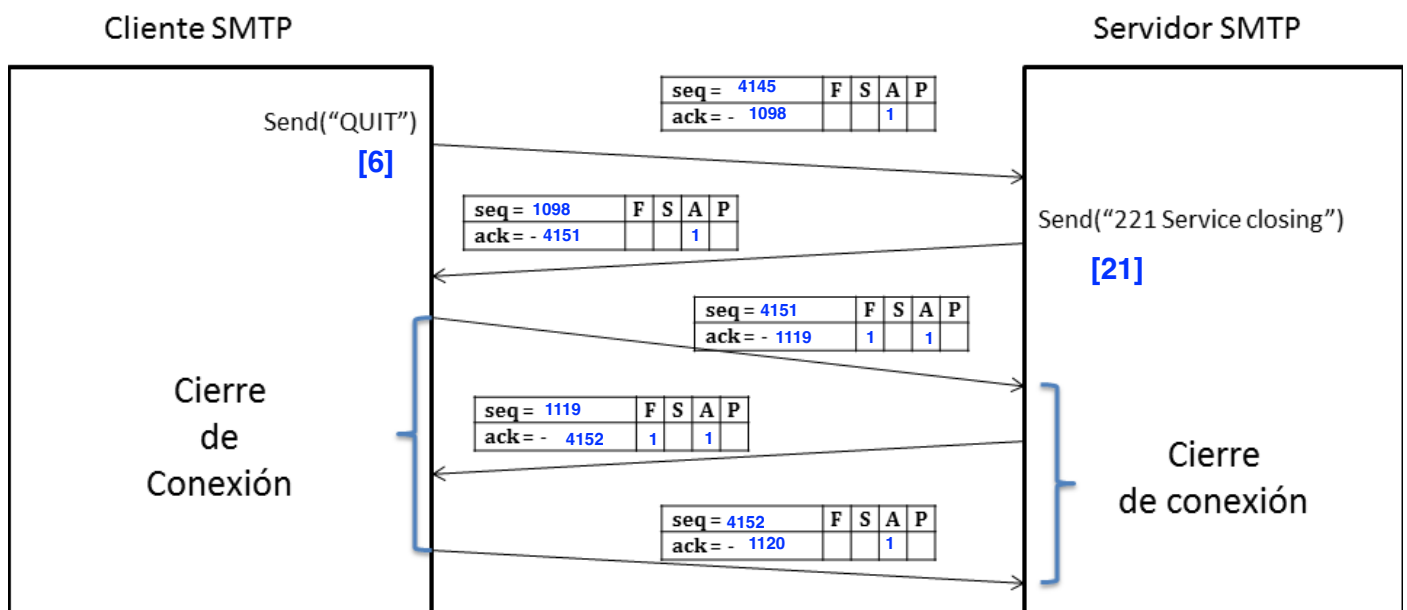 Cliente SMTP
Servidor SMTP
seq = 4145 F S A P
ack = - 1098 1
Send(“QUIT”)
[6]
seq = 1098 F S A P
ack = - 4151 1
Send(“221 Service closing”)
[21]
seq = 4151 F S A P
ack = - 1119 1 1
Cierre
de
Conexión
seq = 1119 F S A P
ack = - 4152 1 1
Cierre
de conexión
seq = 4152 F S A P
ack = - 1120 1